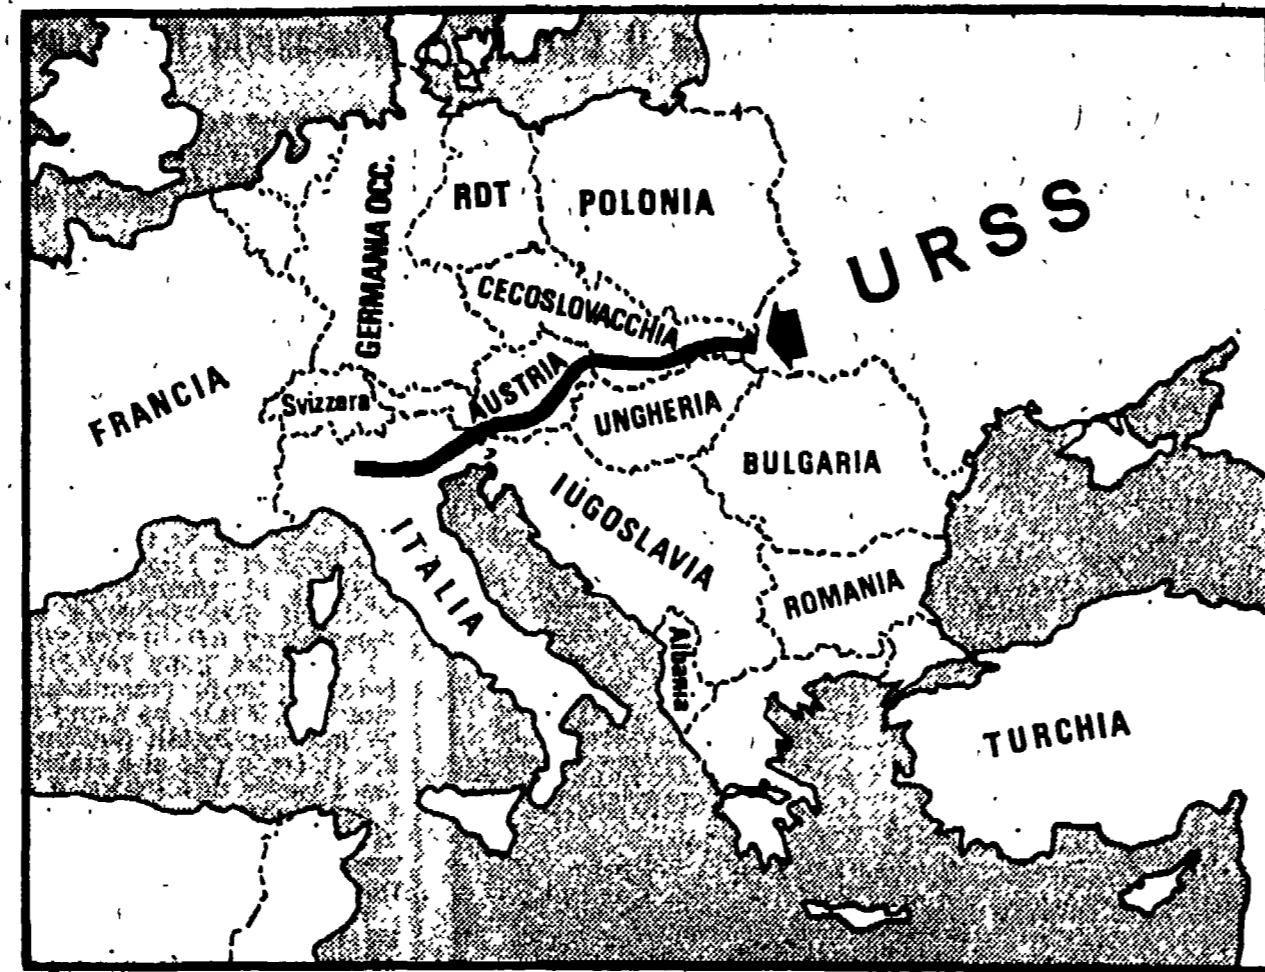 RDT
POLONIA
URSS
GERMANIA OCC.
CECOSLOVACCHIA
FRANCIA
Svizzera
AUSTRIA
UNGHERIA
BULGARIA
IUGOSLAVIA
ITALIA
ROMANIA
Albania
TURCHIA